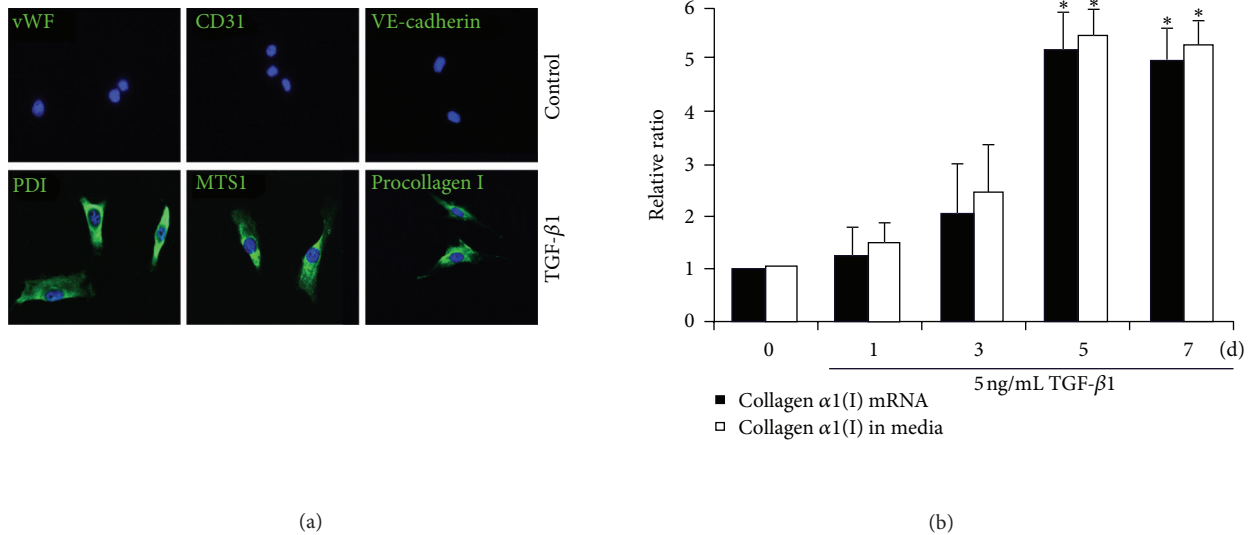 vWF
CD31
VE-cadherin
Control
PDI
MTS1
Procollagen I
TGF-β1
(a)
Relative ratio
6
5
4
3
2
1
0
* * * *
0 1 3 5 7 (d)
5 ng/mL TGF-β1
Collagen α1(I) mRNA
Collagen α1(I) in media
(b)